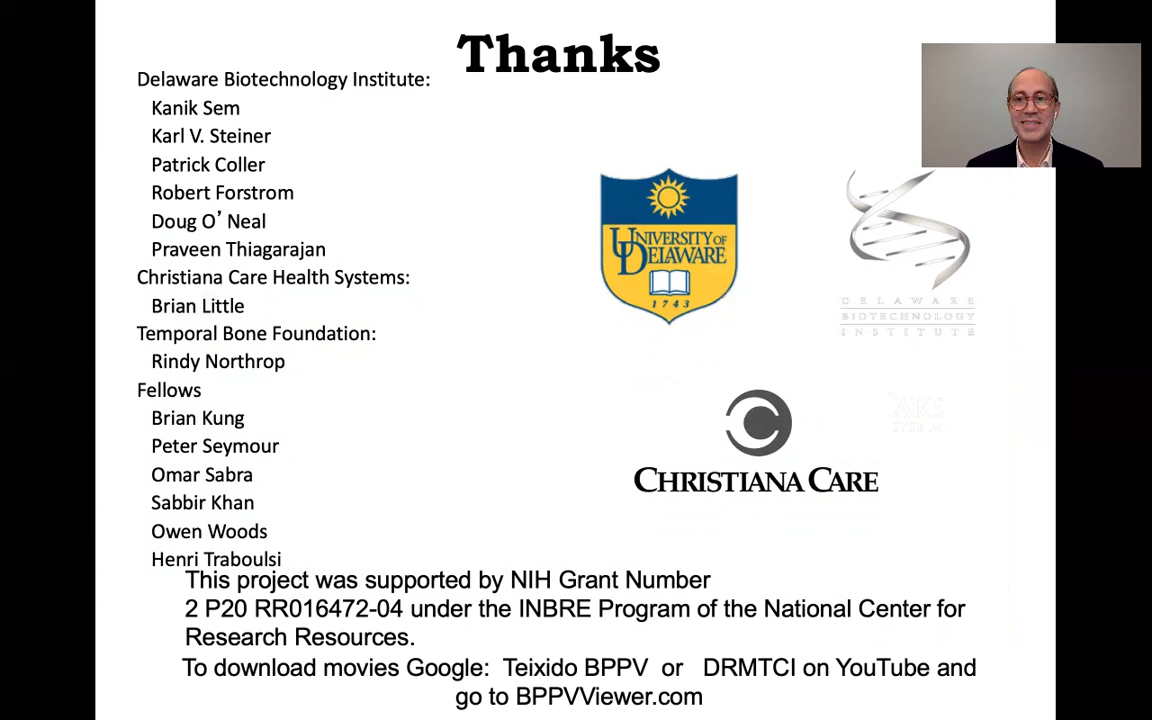 Thanks
Delaware Biotechnology Institute:
Kanik Sem
Karl V. Steiner
Patrick Coller
Robert Forstrom
Doug O’Neal
Praveen Thiagarajan
Christiana Care Health Systems:
Brian Little
Temporal Bone Foundation:
Rindy Northrop
Fellows
Brian Kung
Peter Seymour
Omar Sabra
Sabbir Khan
Owen Woods
Henri Traboulsi
UNIVERSITY OF
DELAWARE
1743
DELAWARE
BIOTECHNOLOGY
INSTITUTE
CARE
CHRISTIANA CARE
This project was supported by NIH Grant Number
2 P20 RR016472-04 under the INBRE Program of the National Center for
Research Resources.
To download movies Google: Teixido BPPV or DRMTCI on YouTube and
go to BPPVViewer.com